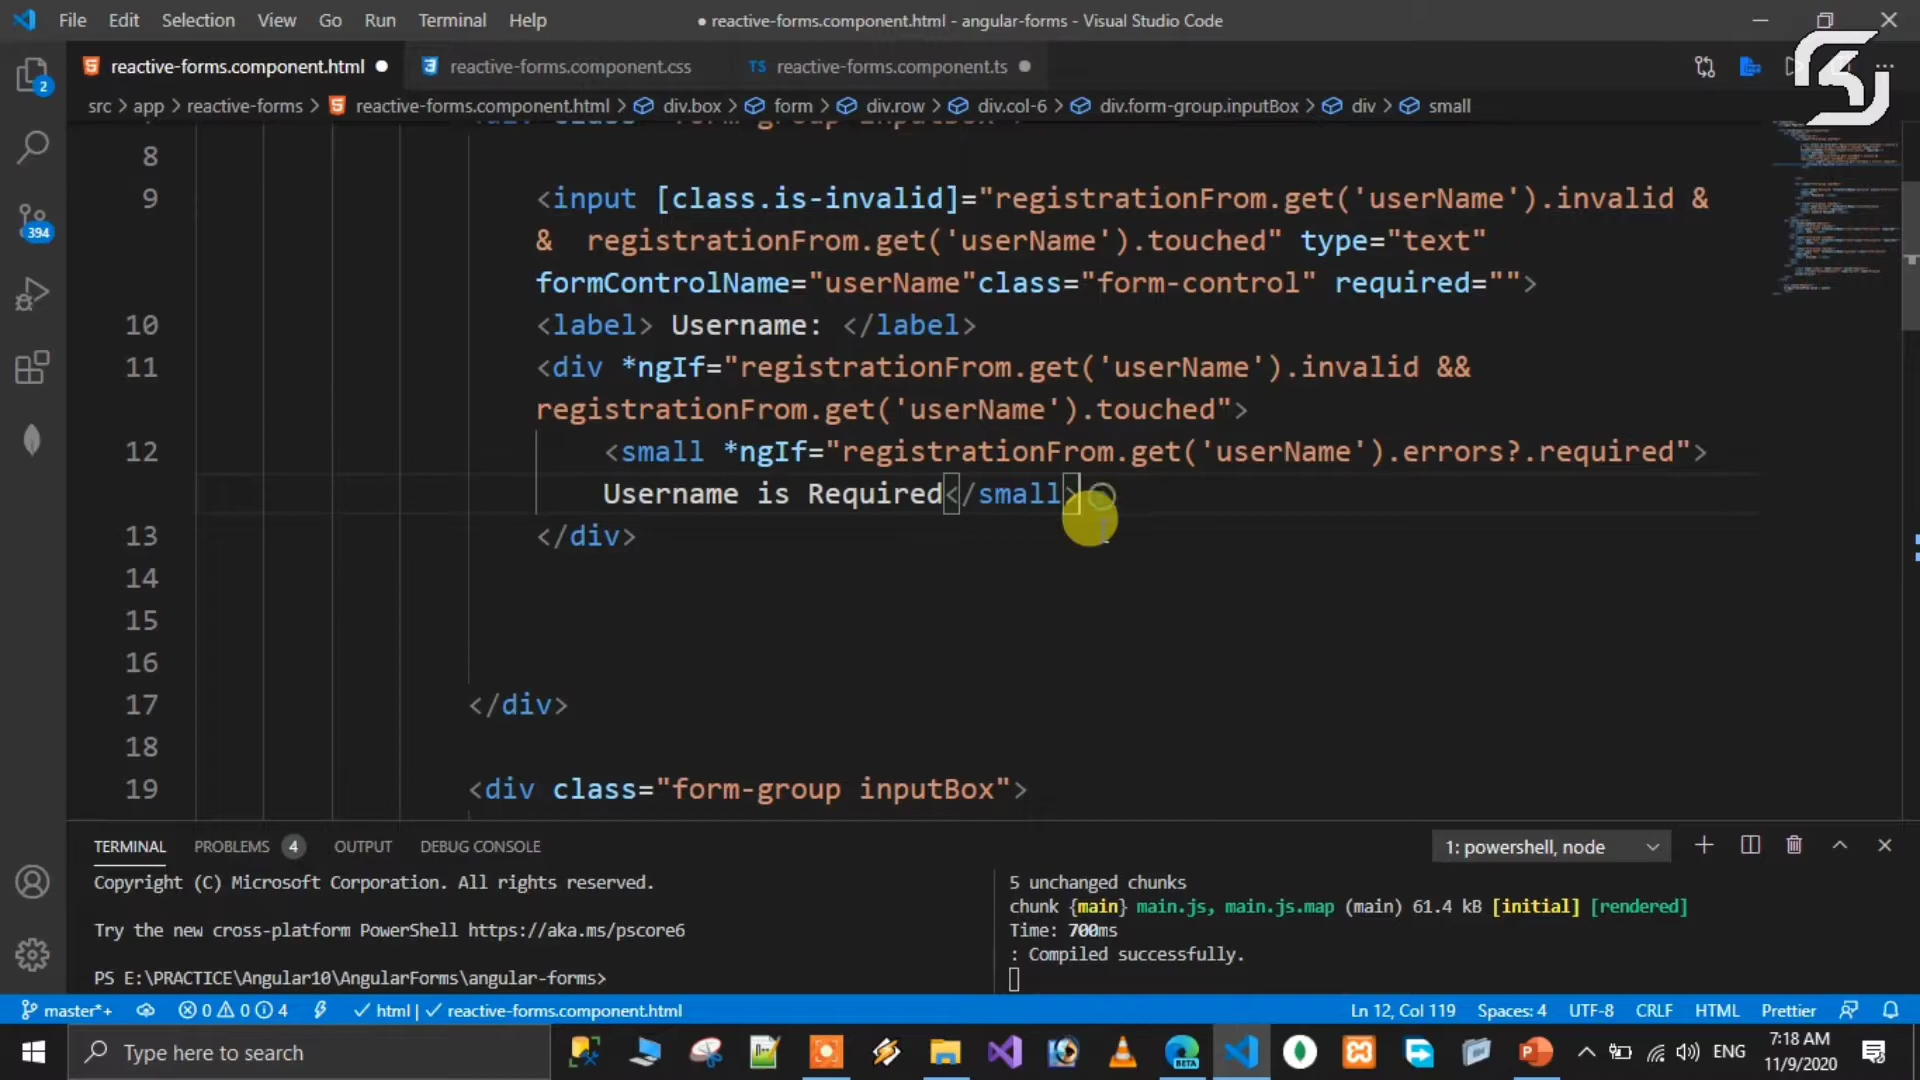 File Edit Selection View Go Run Terminal Help ● reactive-forms.component.html - angular-forms - Visual Studio Code
reactive-forms.component.html ● reactive-forms.component.css TS reactive-forms.component.ts ●
src > app > reactive-forms > reactive-forms.component.html > div.box > form > div.row > div.col-6 > div.form-group.inputBox > div > small
8
9 <input [class.is-invalid]="registrationFrom.get('userName').invalid &
& registrationFrom.get('userName').touched" type="text"
formControlName="userName"class="form-control" required="">
10 <label> Username: </label>
11 <div *ngIf="registrationFrom.get('userName').invalid &&
registrationFrom.get('userName').touched">
12 <small *ngIf="registrationFrom.get('userName').errors?.required">
Username is Required</small>
13 </div>
14
15
16
17 </div>
18
19 <div class="form-group inputBox">
TERMINAL PROBLEMS 4 OUTPUT DEBUG CONSOLE 1: powershell, node
Copyright (C) Microsoft Corporation. All rights reserved.
Try the new cross-platform PowerShell https://aka.ms/pscore6
PS E:\PRACTICE\Angular10\AngularForms\angular-forms>
5 unchanged chunks
chunk {main} main.js, main.js.map (main) 61.4 kB [initial] [rendered]
Time: 700ms
: Compiled successfully.
2
394
master*+ 0 0 4 html | reactive-forms.component.html Ln 12, Col 119 Spaces: 4 UTF-8 CRLF HTML Prettier
Type here to search
BETA
ENG
7:18 AM
11/9/2020